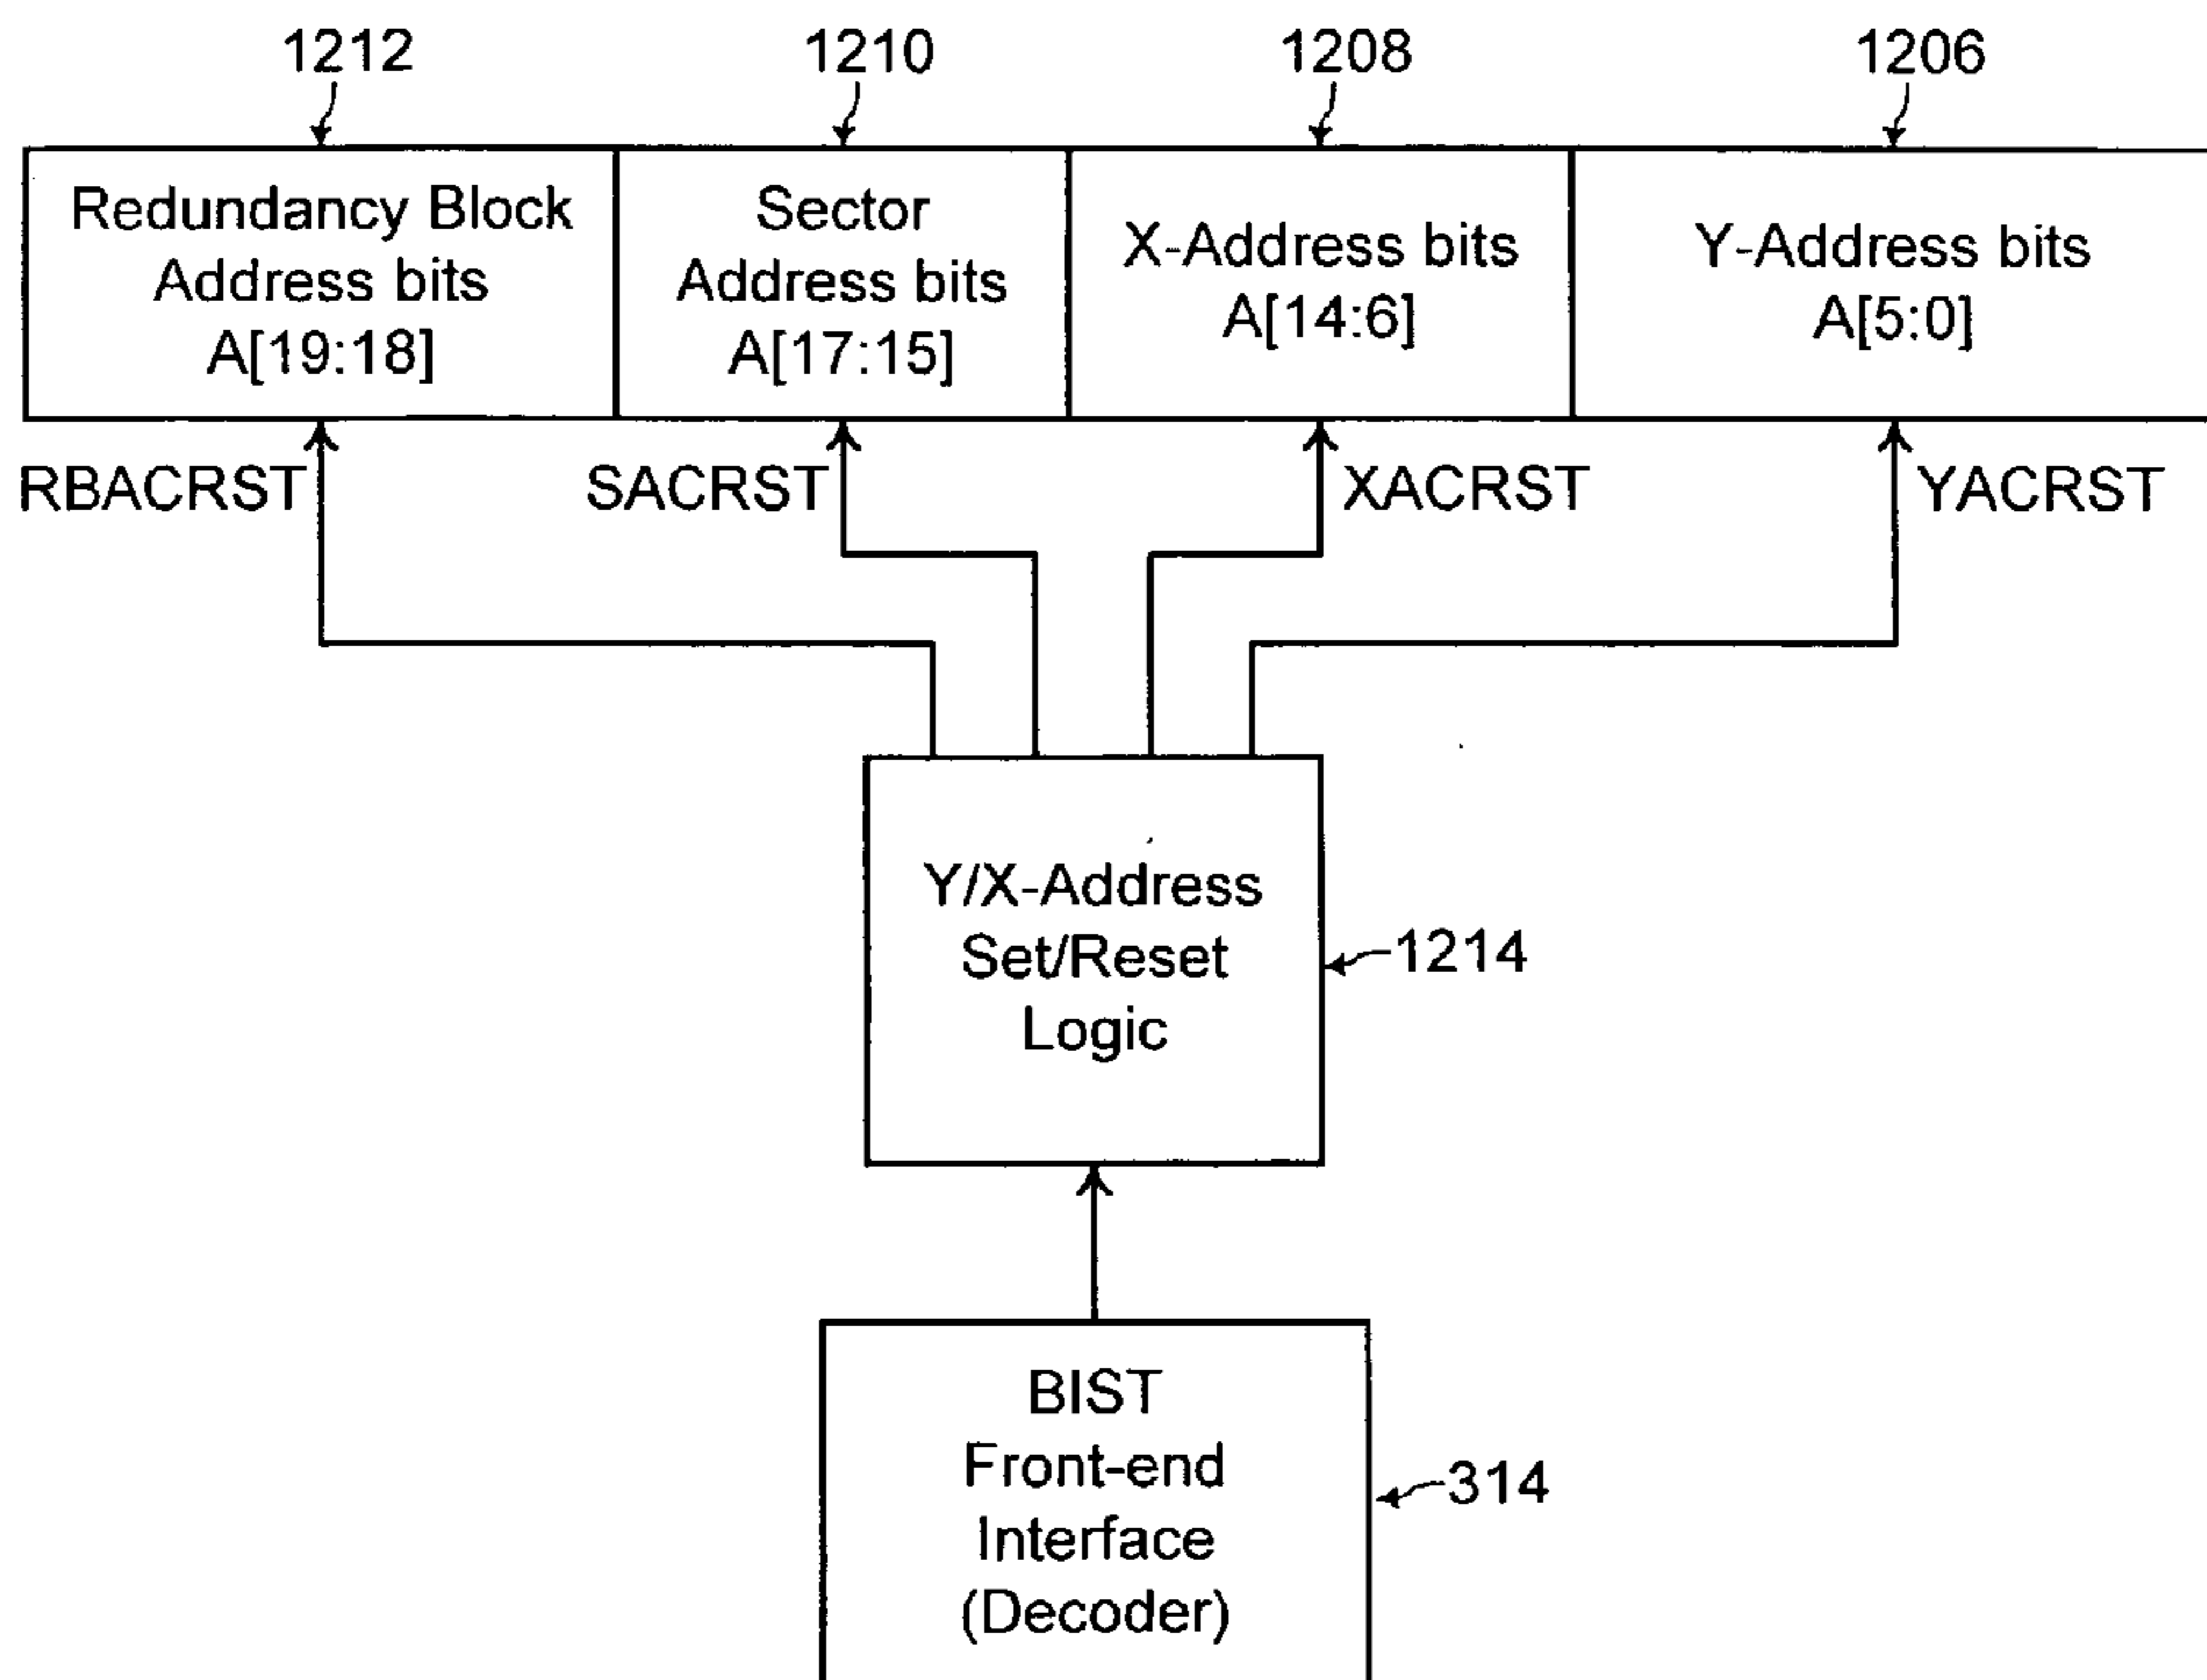 1212
1210
1208
1206
Redundancy Block
Address bits
A[19:18]
Sector
Address bits
A[17:15]
X-Address bits
A[14:6]
Y-Address bits
A[5:0]
RBACRST
SACRST
XACRST
YACRST
Y/X-Address
Set/Reset
Logic
1214
BIST
Front-end
Interface
(Decoder)
314